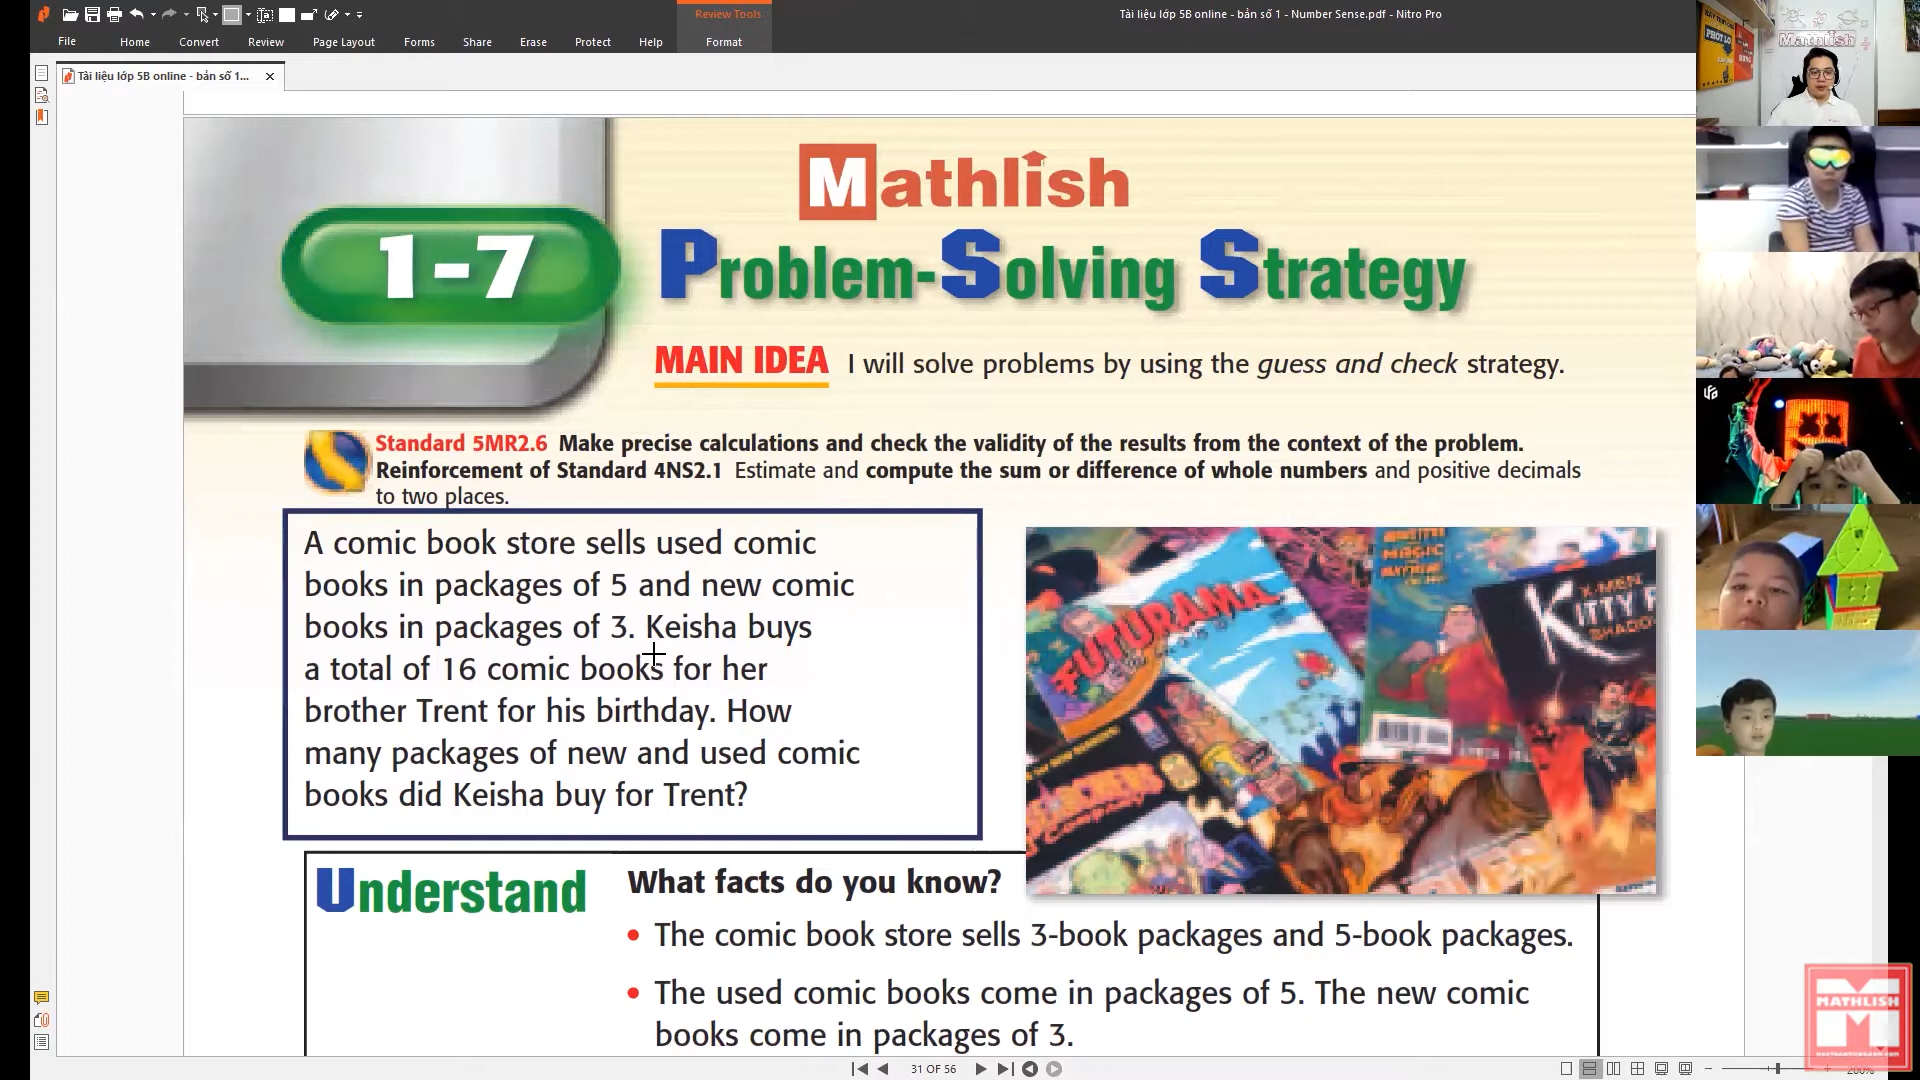 Review Tools
Tài liệu lớp 5B online - bản số 1 - Number Sense.pdf - Nitro Pro
File
Home
Convert
Review
Page Layout
Forms
Share
Erase
Protect
Help
Format
Tài liệu lớp 5B online - bản số 1...
Mathlish
1-7
Problem-Solving Strategy
MAIN IDEA I will solve problems by using the guess and check strategy.
Standard 5MR2.6 Make precise calculations and check the validity of the results from the context of the problem.
Reinforcement of Standard 4NS2.1 Estimate and compute the sum or difference of whole numbers and positive decimals
to two places.
A comic book store sells used comic
books in packages of 5 and new comic
books in packages of 3. Keisha buys
a total of 16 comic books for her
brother Trent for his birthday. How
many packages of new and used comic
books did Keisha buy for Trent?
FUTURAMA
X-MEN
KITTY
Understand
What facts do you know?
• The comic book store sells 3-book packages and 5-book packages.
• The used comic books come in packages of 5. The new comic
books come in packages of 3.
31 OF 56
200%
Mathlish
MATHLISH
M